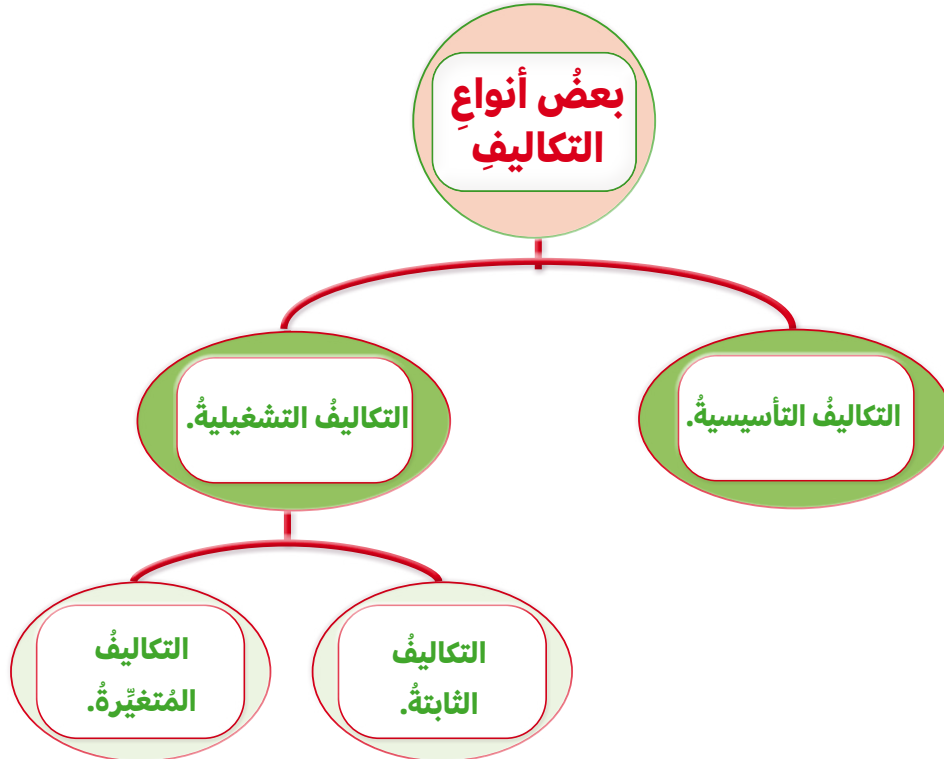 بعضُ أنواعِ
التكاليفِ
التكاليفُ التأسيسيةُ.
التكاليفُ التشغيليةُ.
التكاليفُ
الثابتةُ.
التكاليفُ
المُتغيِّرةُ.